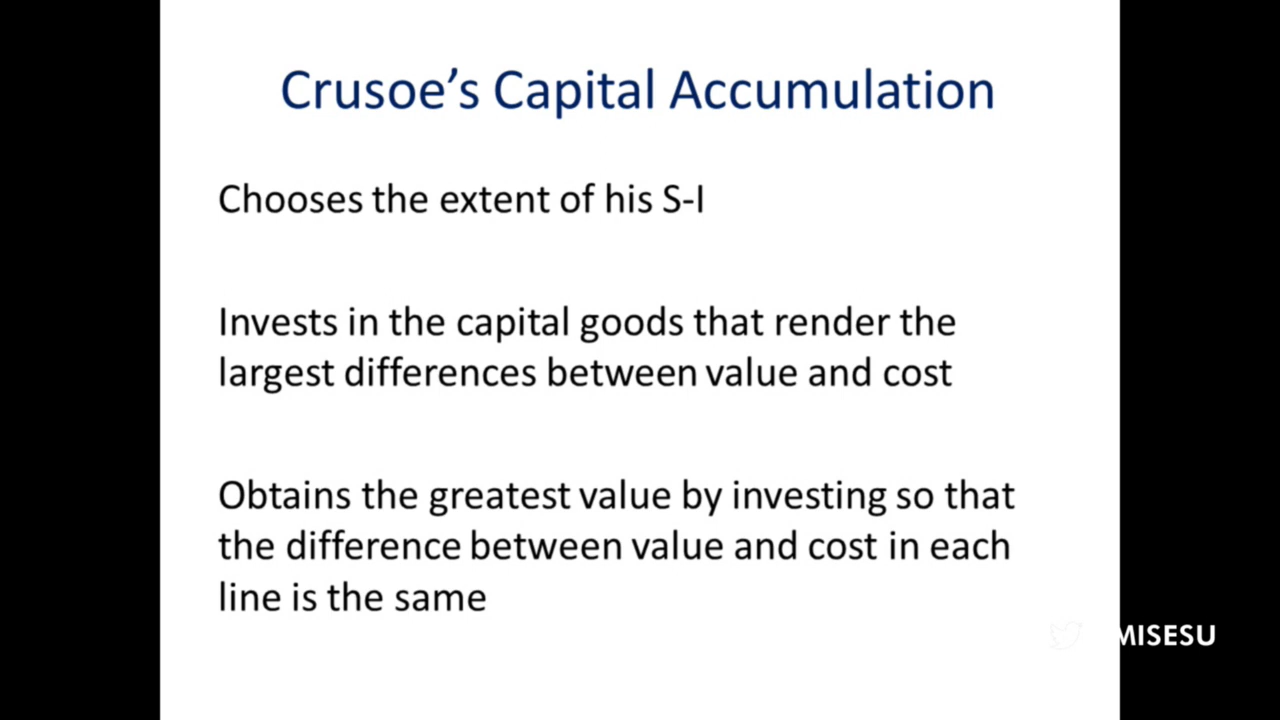 Crusoe’s Capital Accumulation
Chooses the extent of his S-I
Invests in the capital goods that render the
largest differences between value and cost
Obtains the greatest value by investing so that
the difference between value and cost in each
line is the same
MISESU